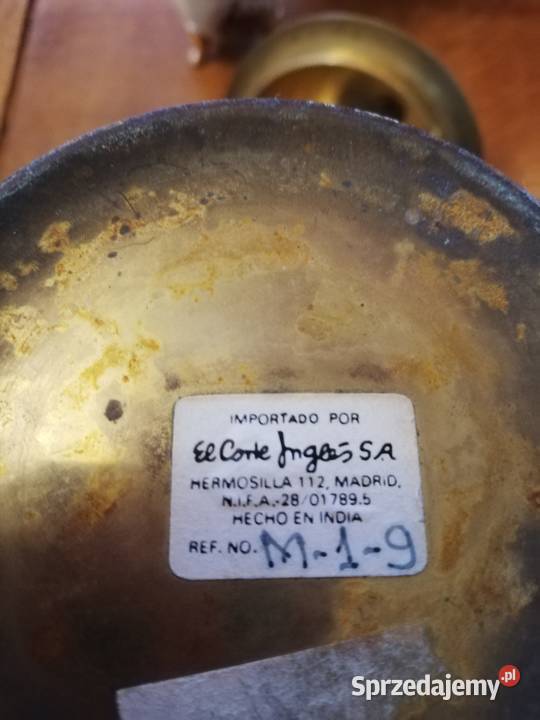 IMPORTADO POR
El Corte Inglés S.A
HERMOSILLA 112, MADRID,
N.I.F.A.-28/01789.5
HECHO EN INDIA
REF. NO. M-1-9
Sprzedajemy.pl